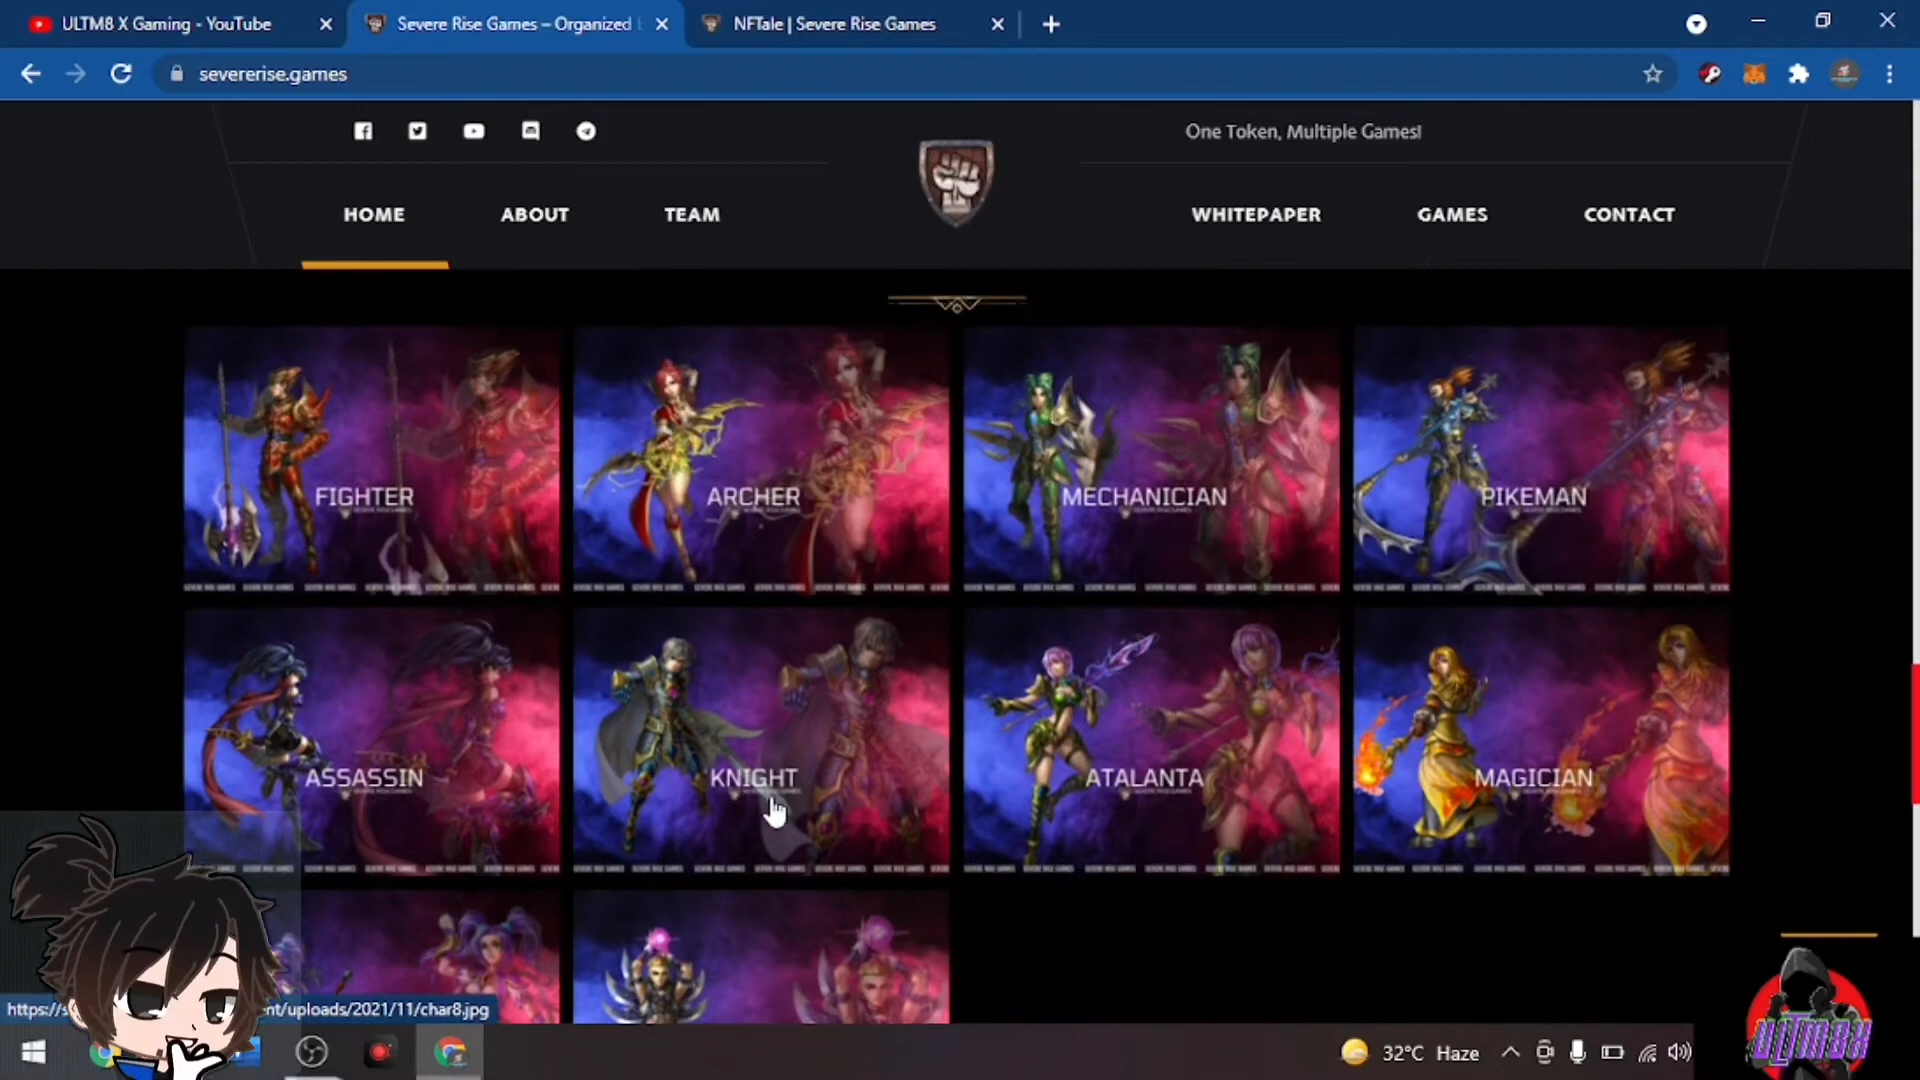 ULTM8 X Gaming - YouTube
Severe Rise Games – Organized
NFTale | Severe Rise Games
severerise.games
One Token, Multiple Games!
HOME
ABOUT
TEAM
WHITEPAPER
GAMES
CONTACT
FIGHTER
ARCHER
MECHANICIAN
PIKEMAN
ASSASSIN
KNIGHT
ATALANTA
MAGICIAN
ULTM8X
nt/uploads/2021/11/char8.jpg
32°C Haze